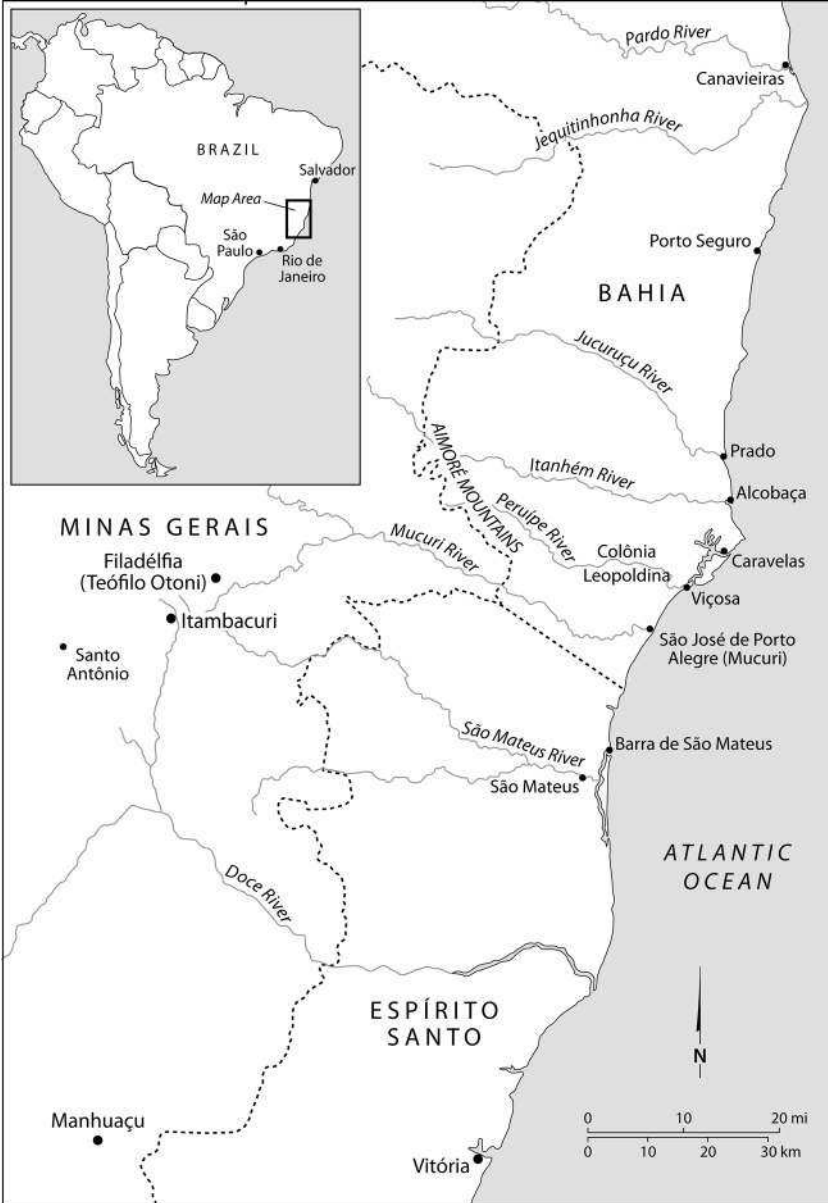 BRAZIL
Salvador
Map Area
São
Paulo
Rio de
Janeiro
Pardo River
Canavieiras
Jequitinhonha River
Porto Seguro
BAHIA
Jucuruçu River
Prado
AIMORÉ MOUNTAINS
Itanhém River
Alcobaça
Peruípe River
MINAS GERAIS
Mucuri River
Colônia
Leopoldina
Caravelas
Filadélfia
(Teófilo Otoni)
Viçosa
Itambacuri
São José de Porto
Alegre (Mucuri)
Santo
Antônio
São Mateus River
Barra de São Mateus
São Mateus
ATLANTIC
OCEAN
Doce River
ESPÍRITO
SANTO
N
Manhuaçu
0 10 20 mi
0 10 20 30 km
Vitória